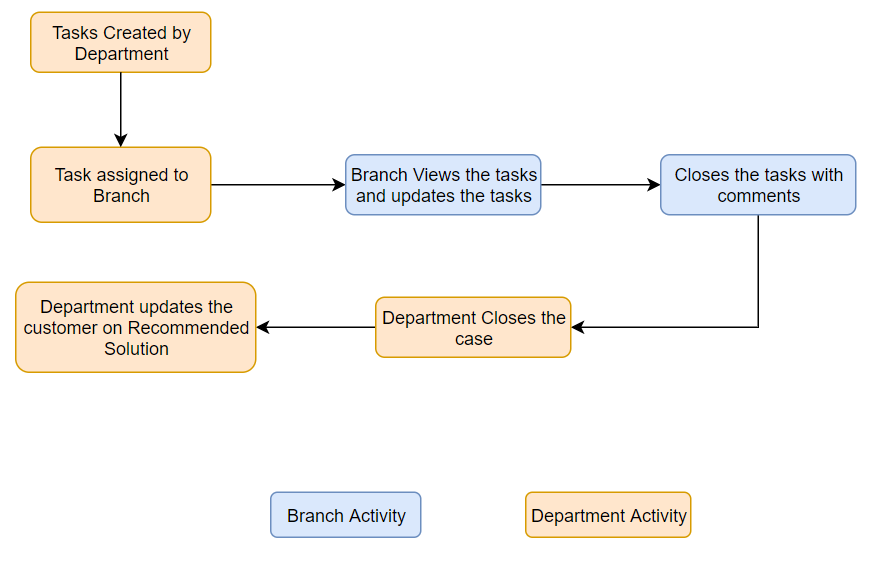 Tasks Created by
Department
Task assigned to
Branch
Branch Views the tasks
and updates the tasks
Closes the tasks with
comments
Department updates the
customer on Recommended
Solution
Department Closes the
case
Branch Activity
Department Activity